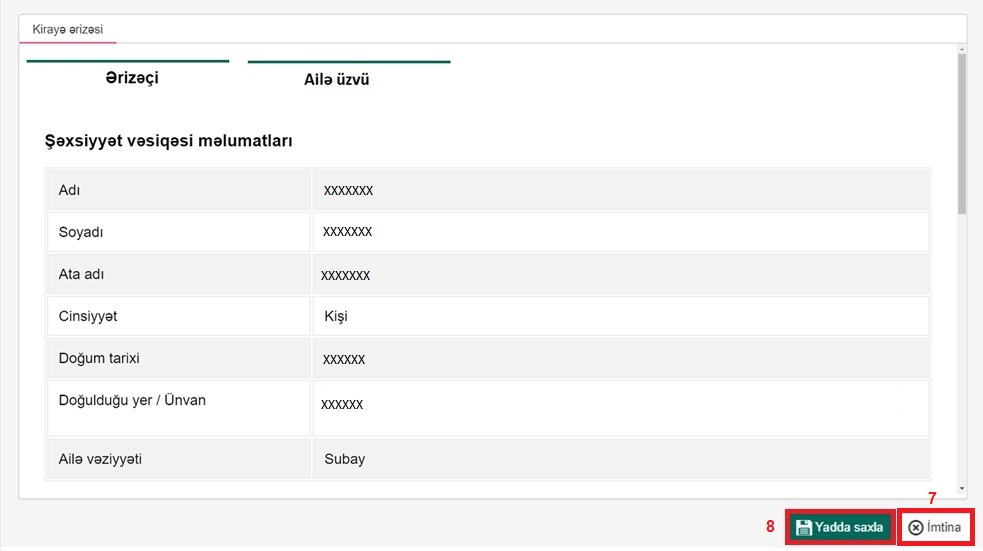 Kirayə ərizəsi
Ərizəçi Ailə üzvü
Şəxsiyyət vəsiqəsi məlumatları
Adı XXXXXXX
Soyadı XXXXXXX
Ata adı XXXXXXX
Cinsiyyət Kişi
Doğum tarixi XXXXXX
Doğulduğu yer / Ünvan XXXXXX
Ailə vəziyyəti Subay
7
8 Yadda saxla İmtina